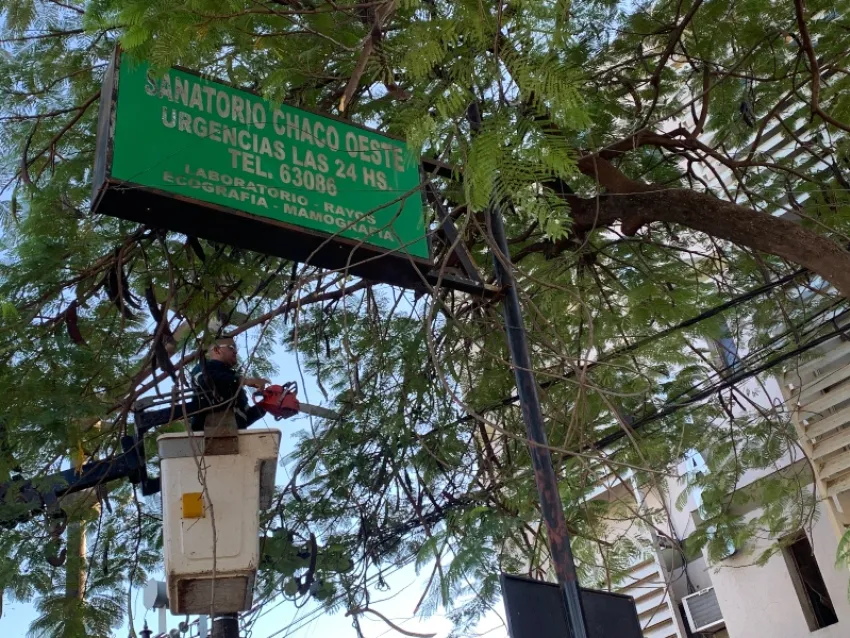 SANATORIO CHACO OESTE
URGENCIAS LAS 24 HS.
TEL. 63086
LABORATORIO - RAYOS
ECOGRAFIA - MAMOGRAFIA